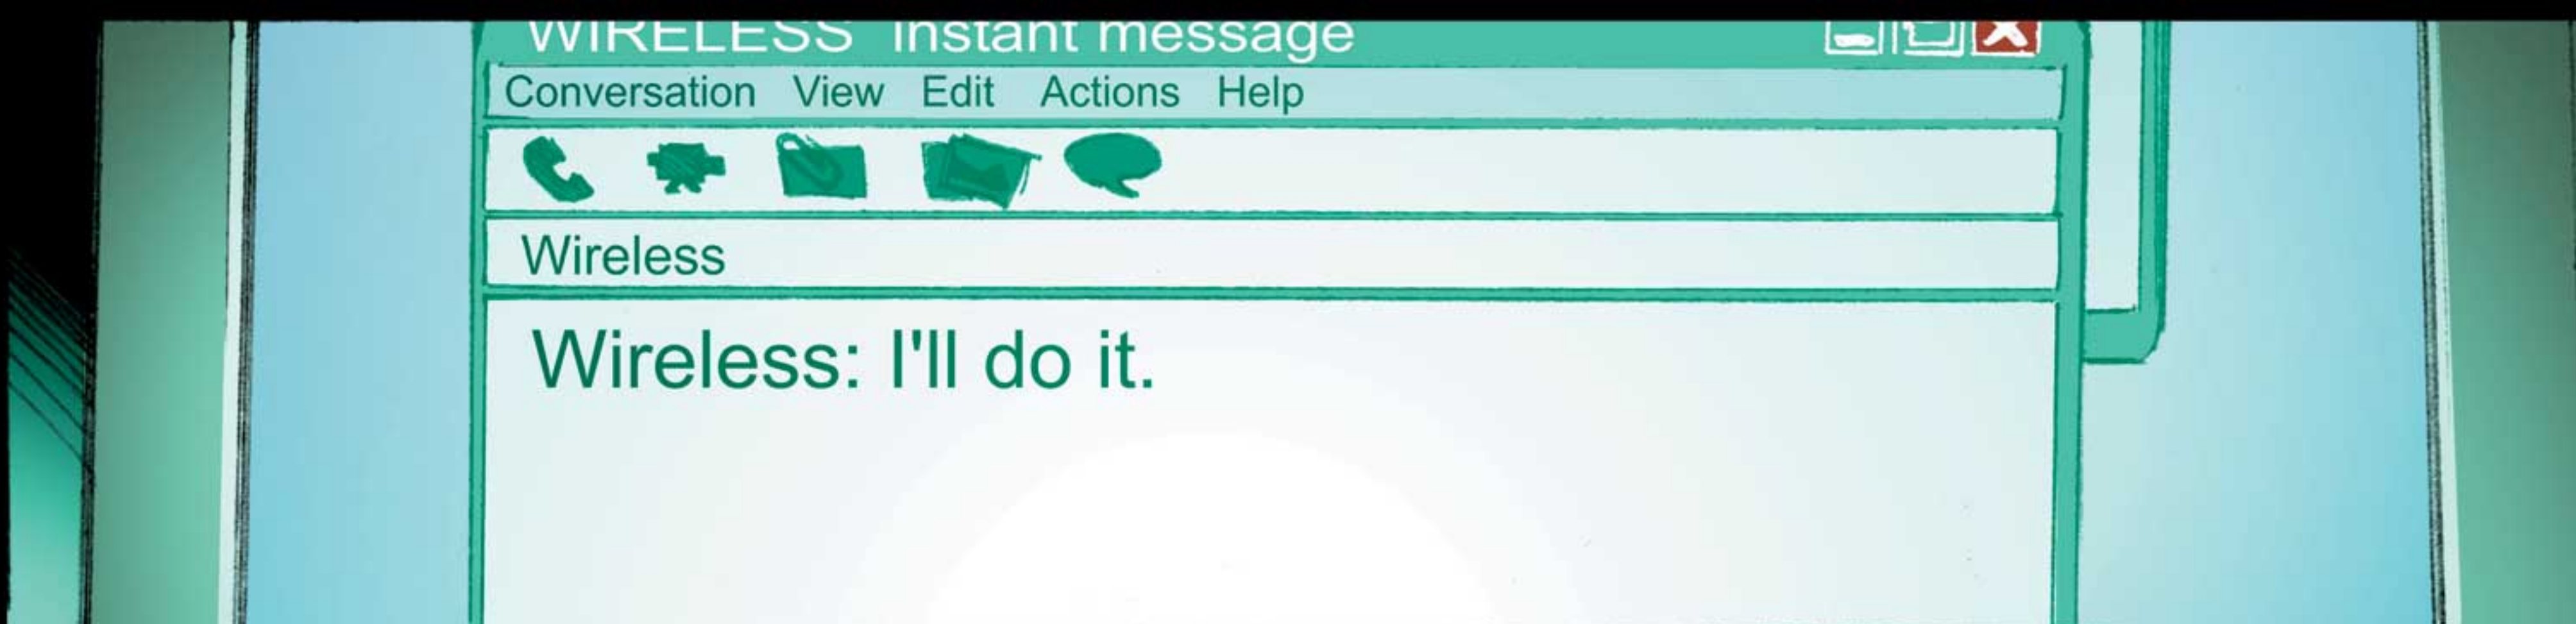 WIRELESS Instant message
Conversation View Edit Actions Help
Wireless
Wireless: I'll do it.